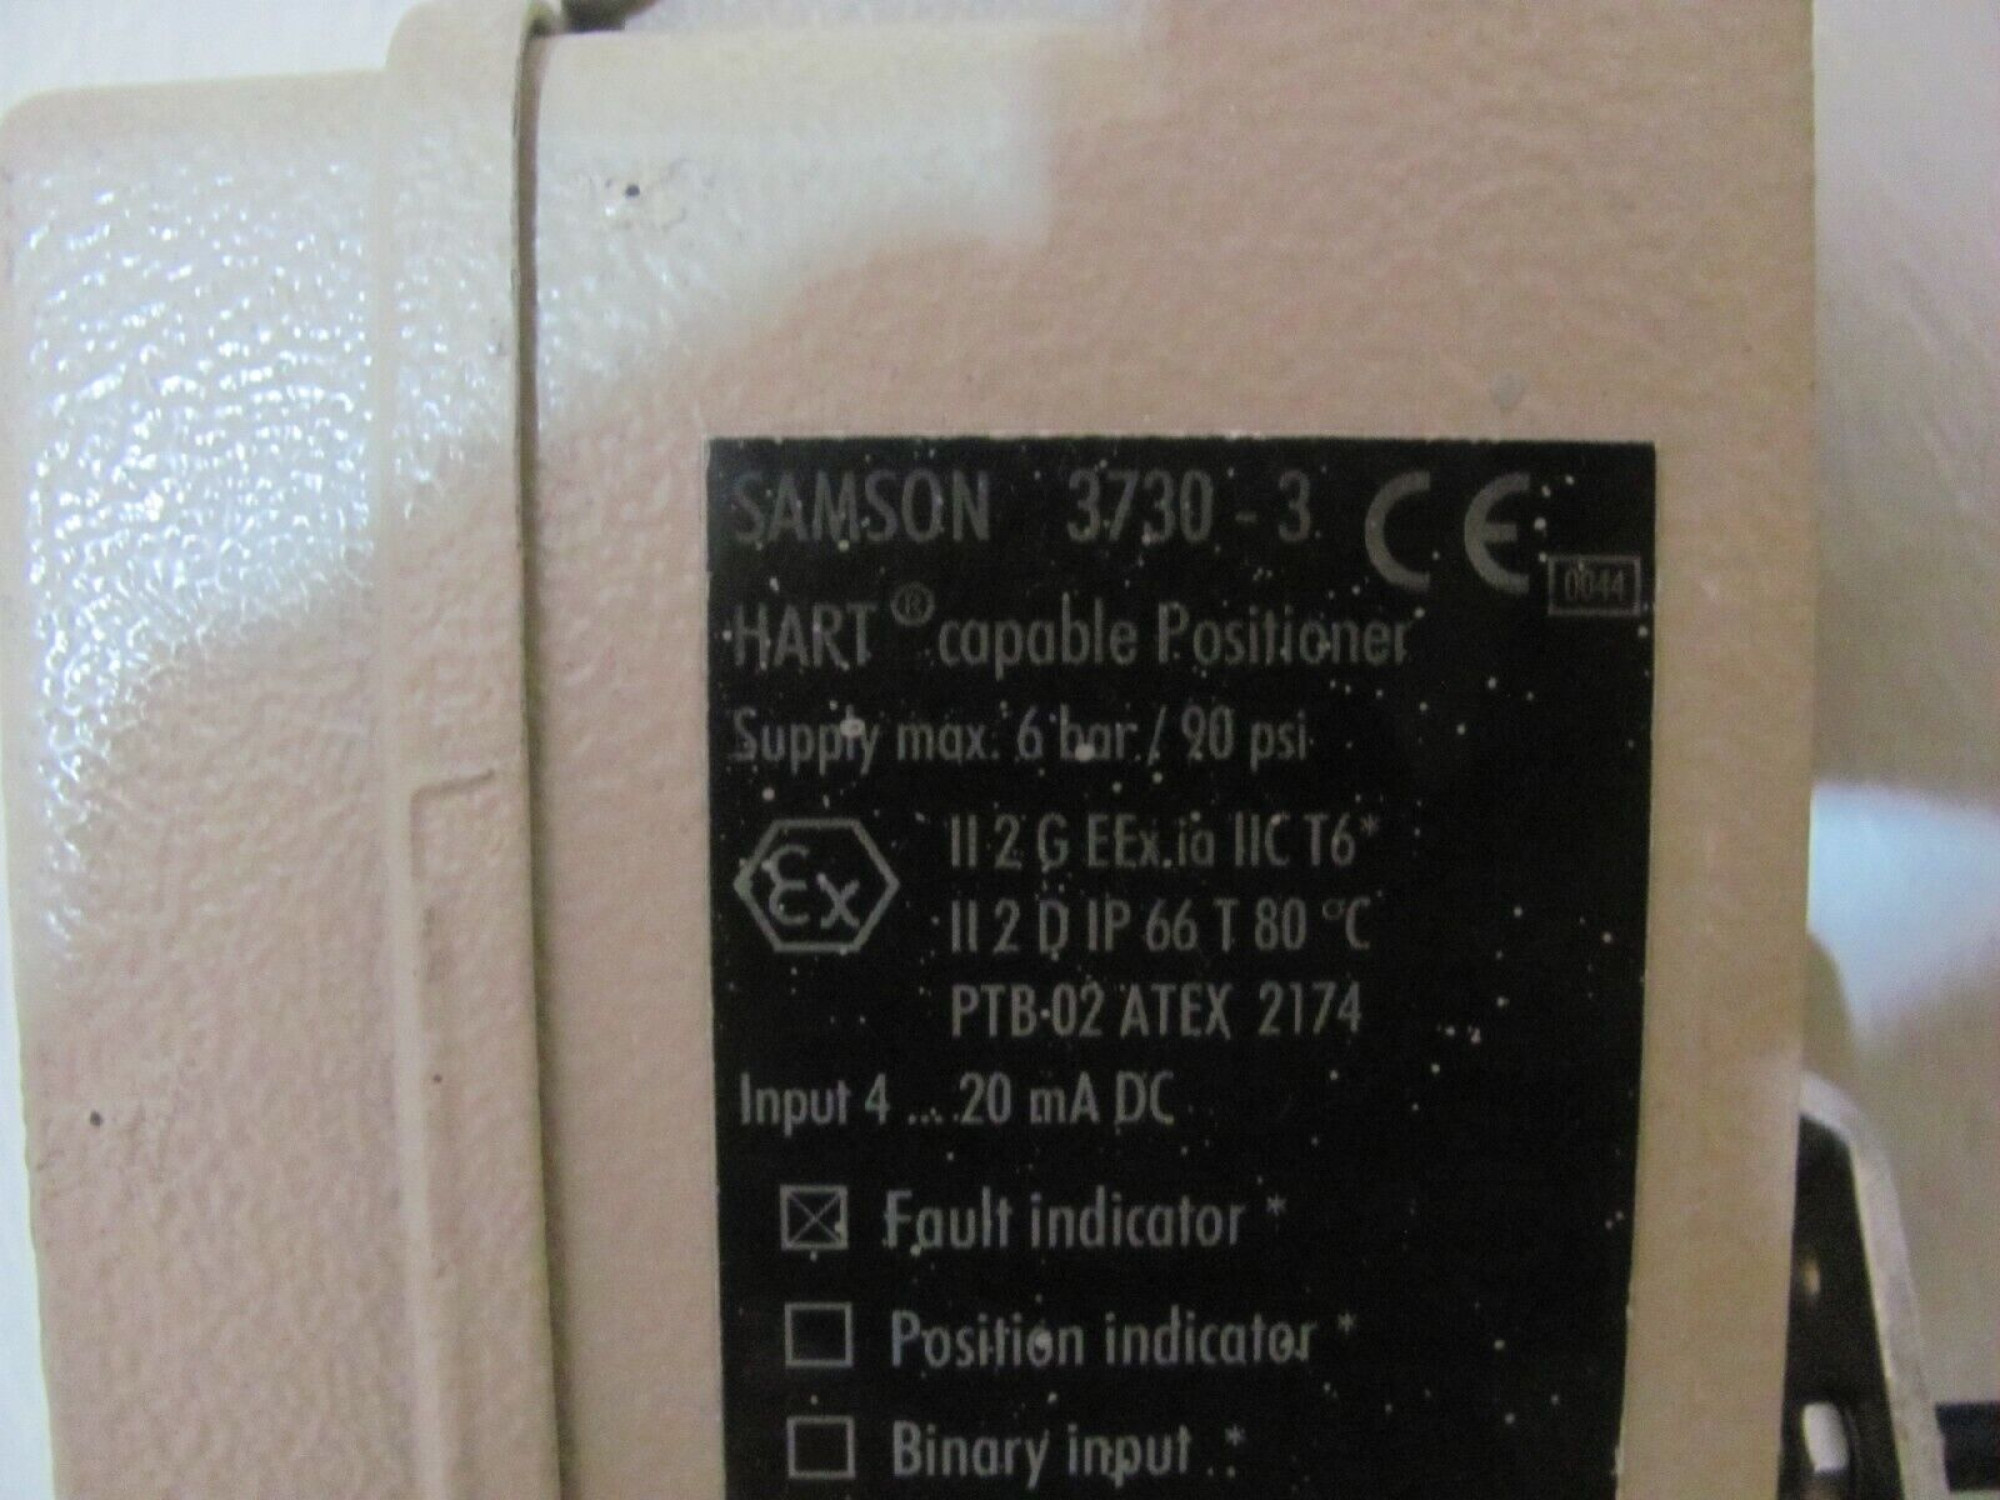 SAMSON 3730 - 3 CE
0044
HART® capable Positioner
Supply max. 6 bar / 90 psi
Ex II 2 G EEx ia IIC T6*
II 2 D IP 66 T 80 °C
PTB 02 ATEX 2174
Input 4 ... 20 mA DC
☒ Fault indicator *
☐ Position indicator *
☐ Binary input *